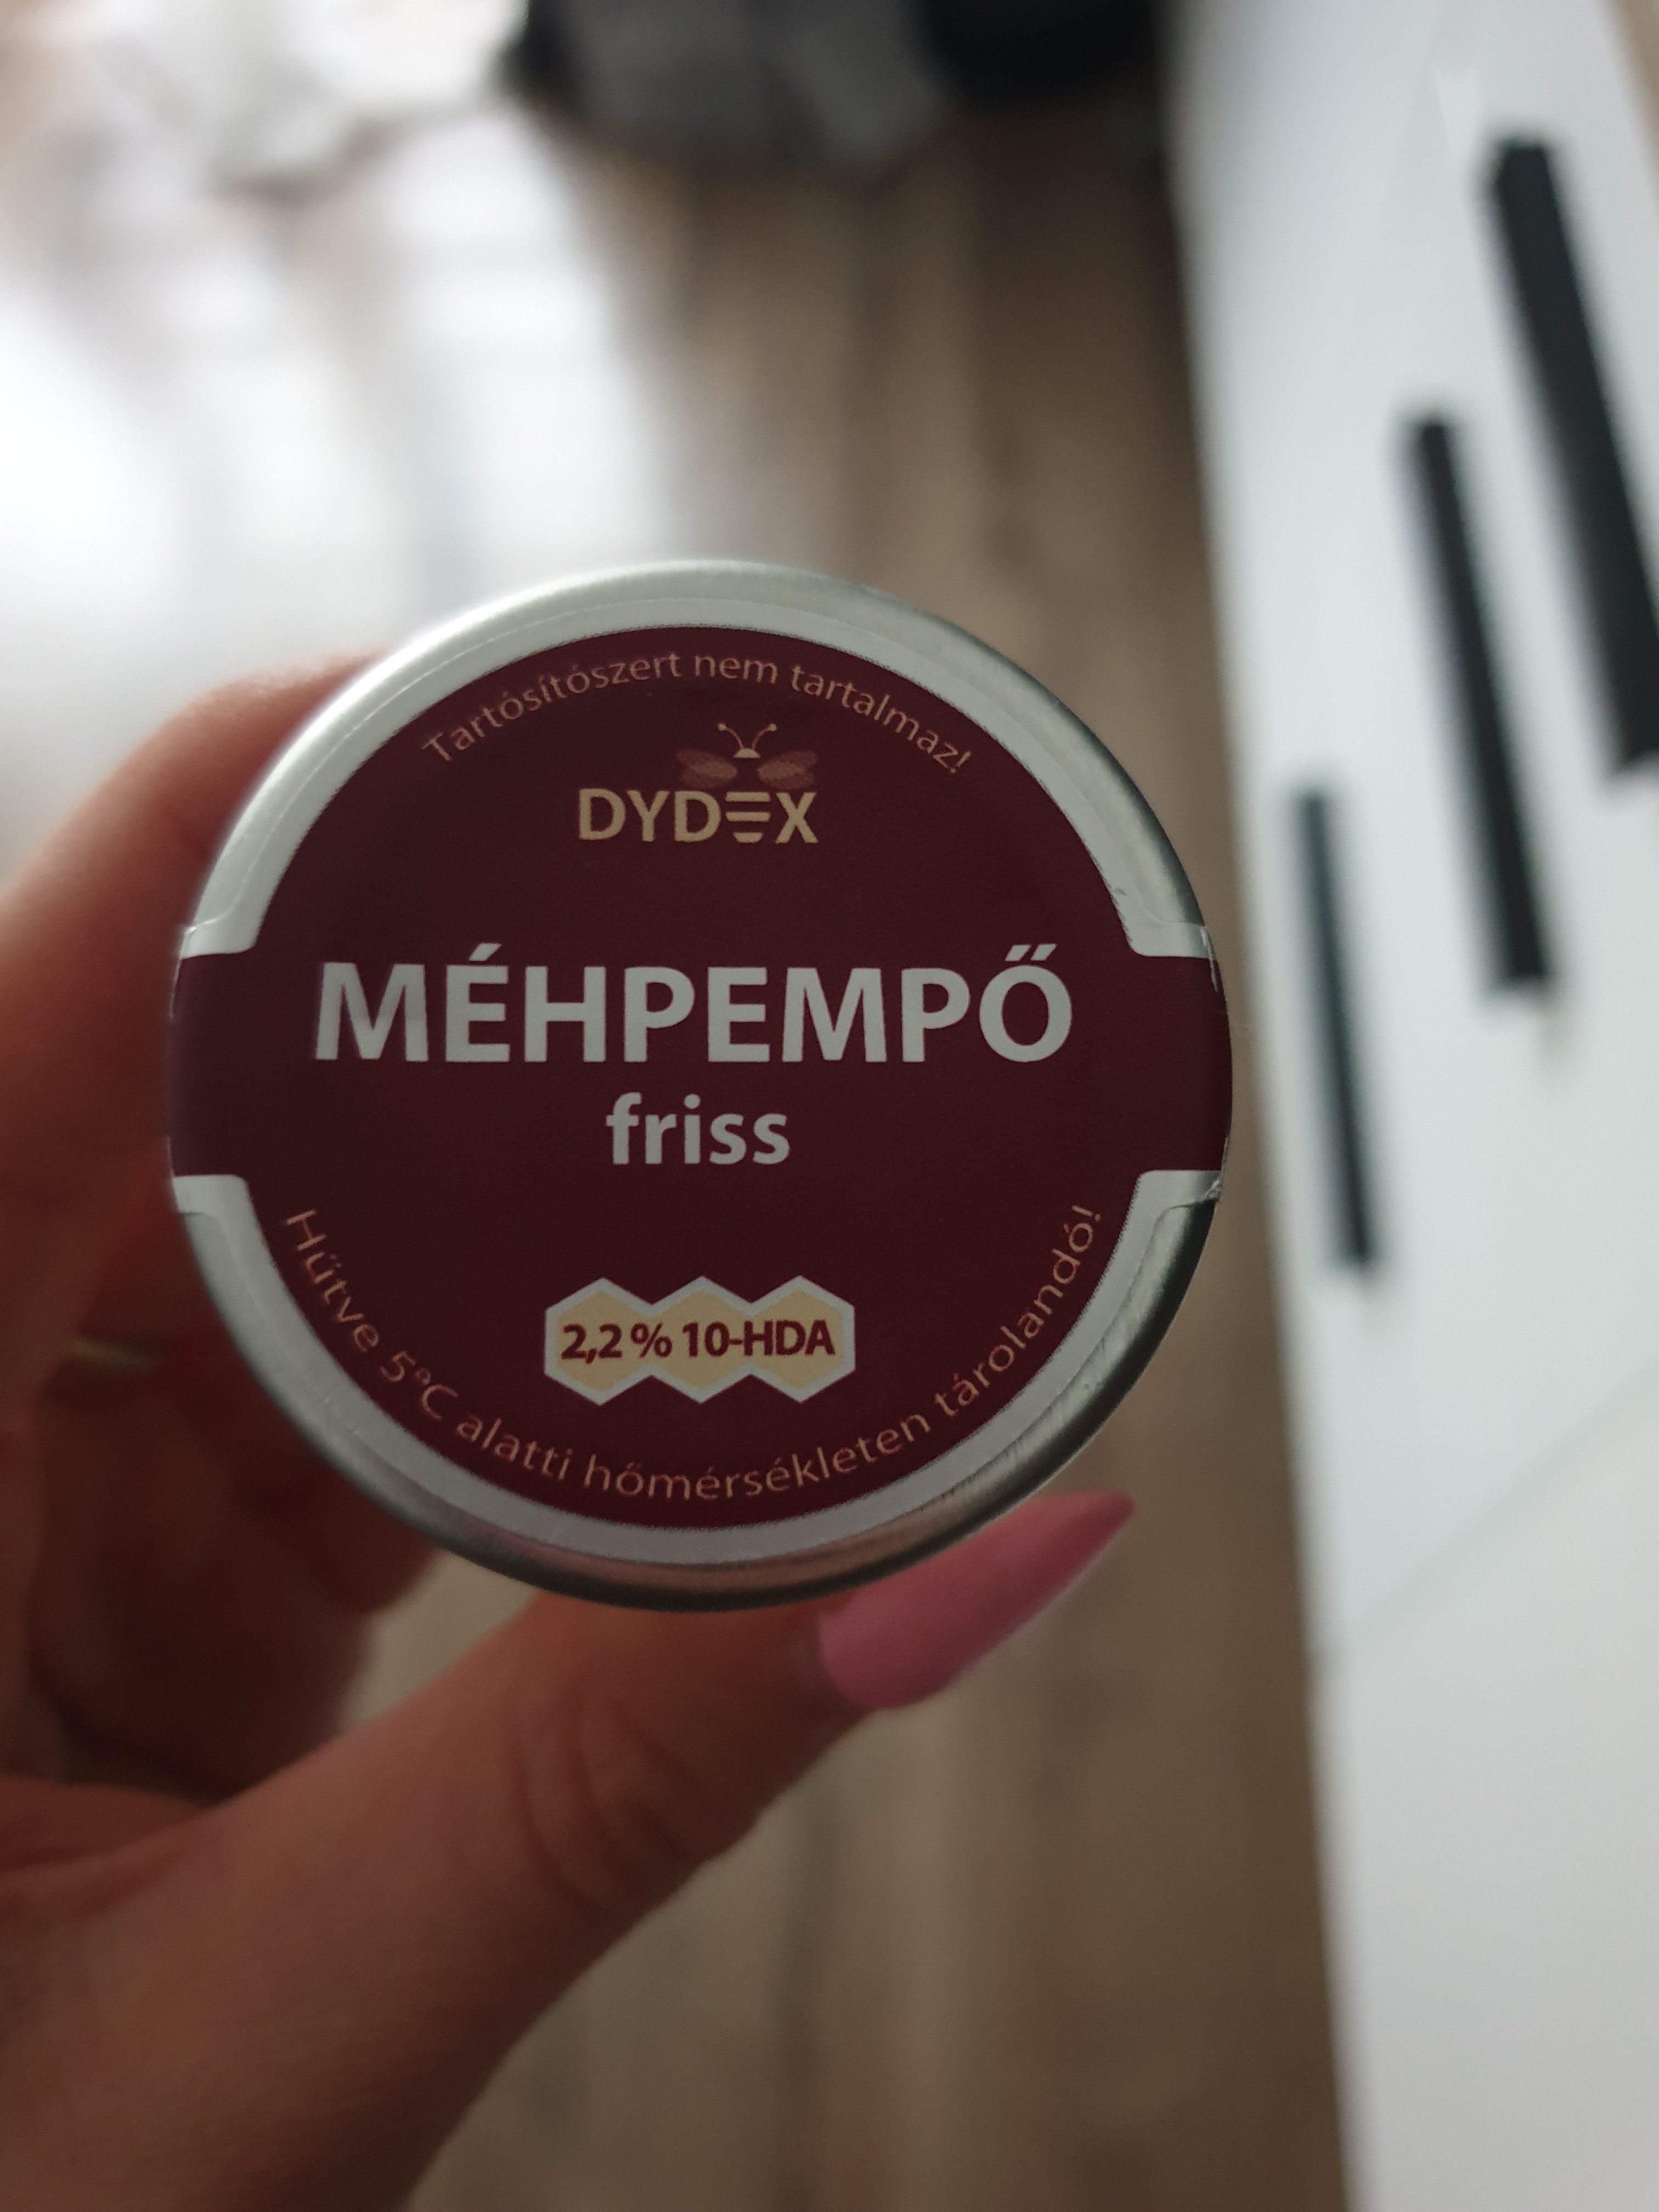 Tartósítószert nem tartalmaz!
DYDEX
MÉHPEMPŐ
friss
2,2% 10-HDA
Hűtve 5°C alatti hőmérsékleten tárolandó!